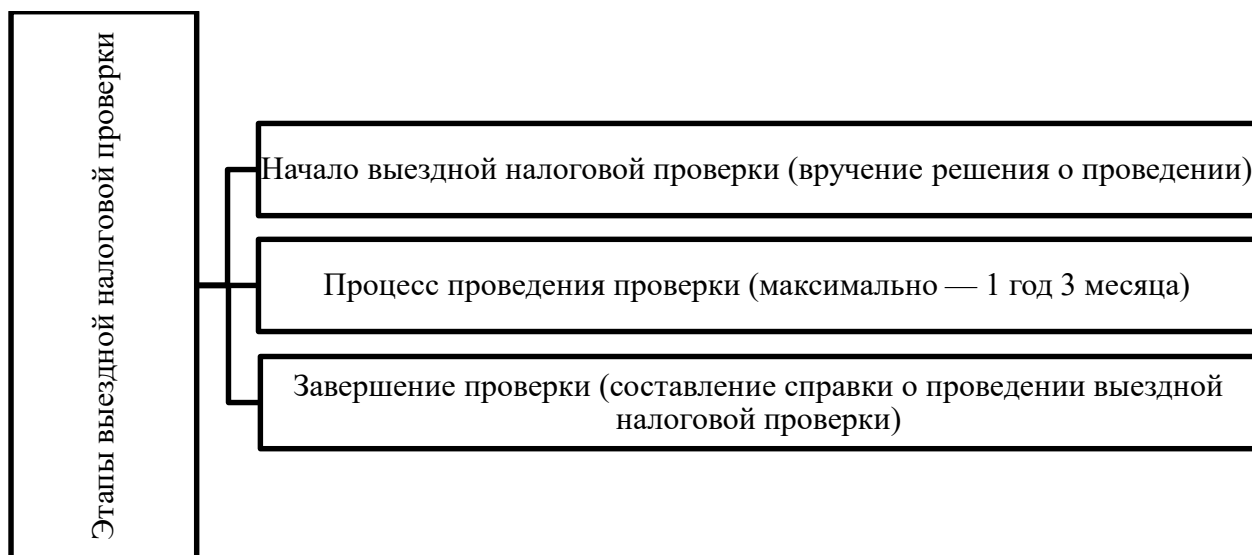 Этапы выездной налоговой проверки
Начало выездной налоговой проверки (вручение решения о проведении)
Процесс проведения проверки (максимально — 1 год 3 месяца)
Завершение проверки (составление справки о проведении выездной
налоговой проверки)